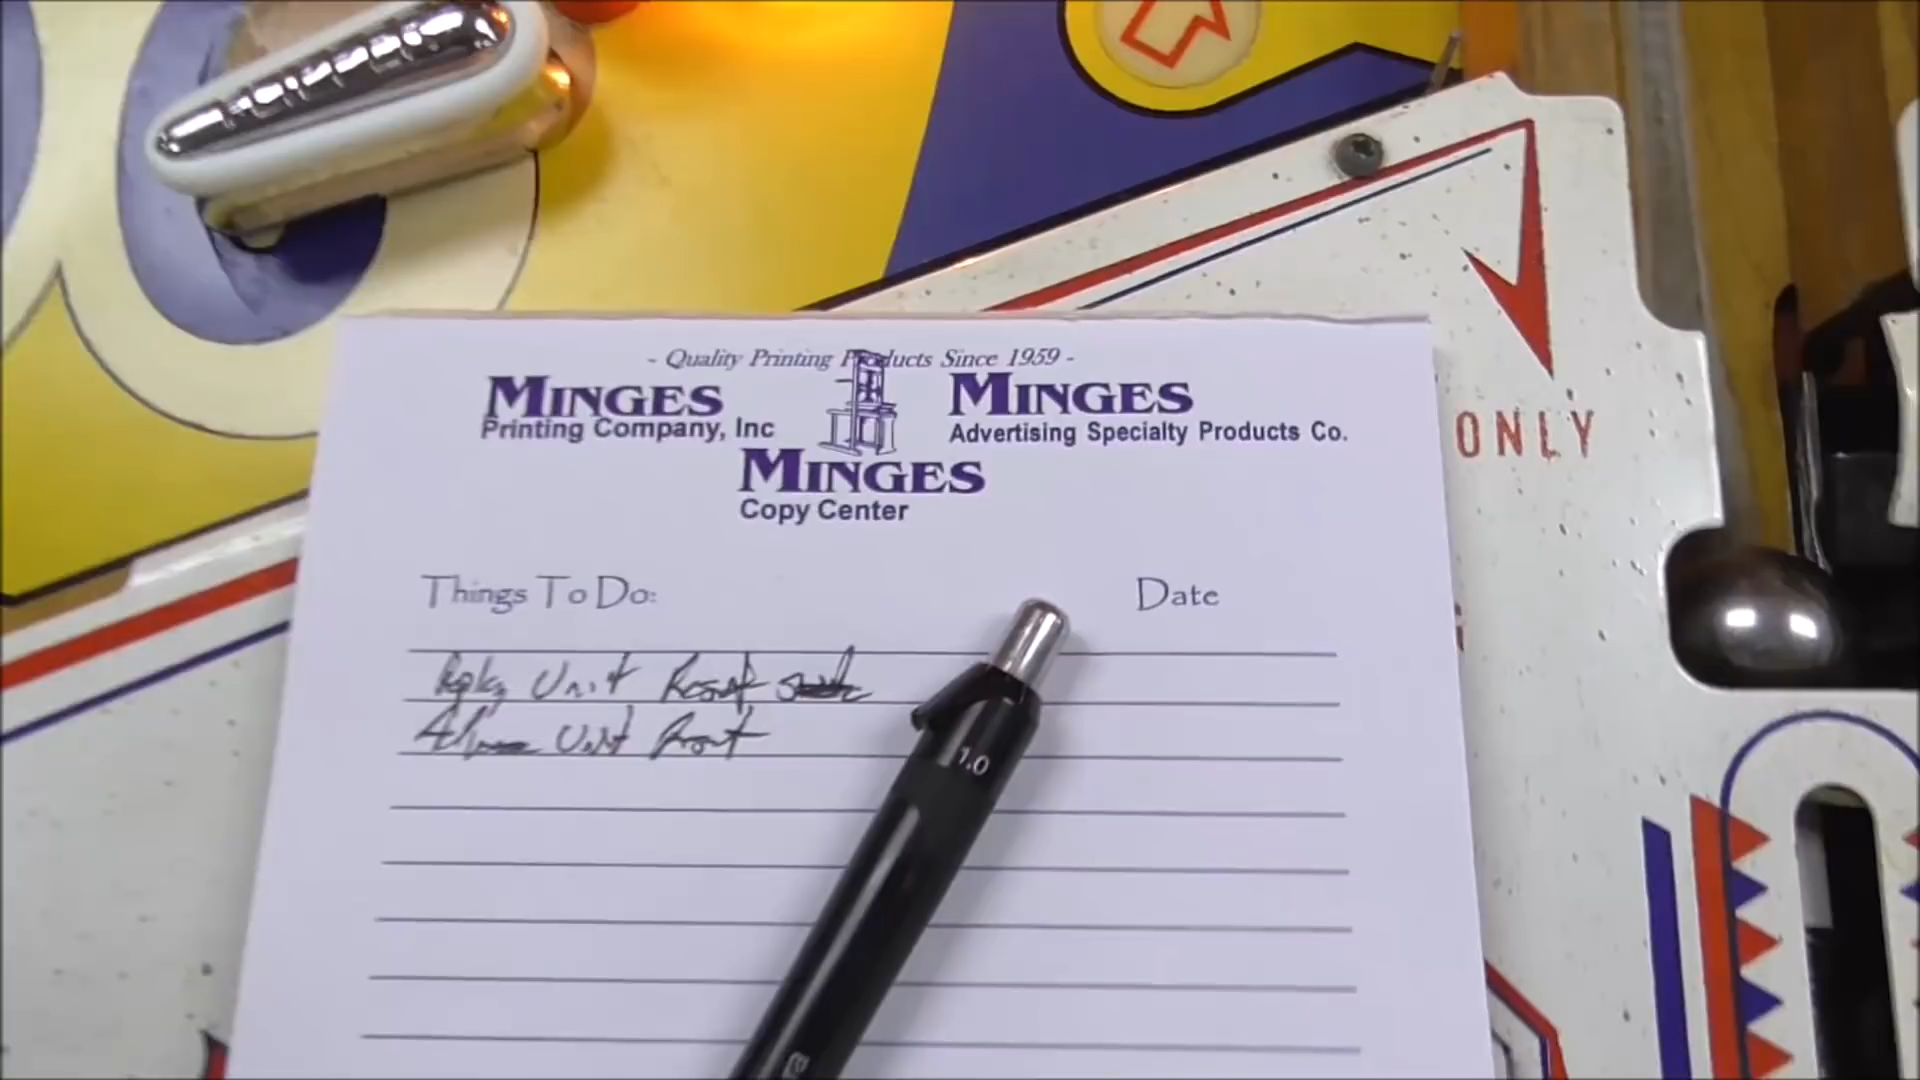 - Quality Printing Products Since 1959 -
MINGES
Printing Company, Inc
MINGES
Advertising Specialty Products Co.
MINGES
Copy Center
ONLY
Things To Do:
Date
Unit
Unit
1.0